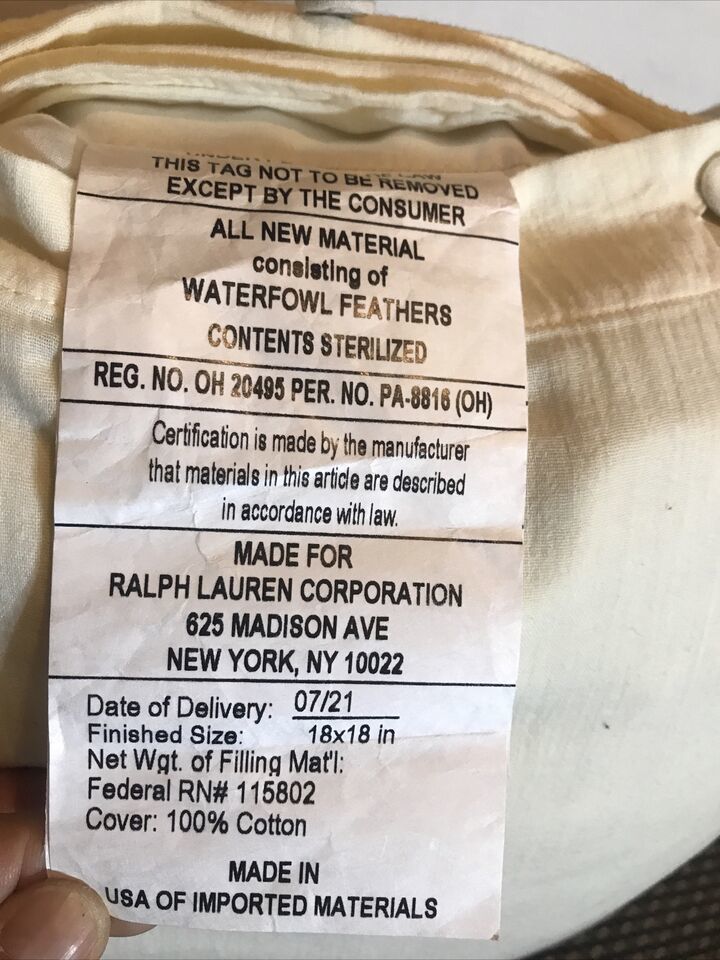 THIS TAG NOT TO BE REMOVED
EXCEPT BY THE CONSUMER
ALL NEW MATERIAL
consisting of
WATERFOWL FEATHERS
CONTENTS STERILIZED
REG. NO. OH 20495 PER. NO. PA-8816 (OH)
Certification is made by the manufacturer
that materials in this article are described
in accordance with law.
MADE FOR
RALPH LAUREN CORPORATION
625 MADISON AVE
NEW YORK, NY 10022
Date of Delivery: 07/21
Finished Size: 18x18 in
Net Wgt. of Filling Mat'l:
Federal RN# 115802
Cover: 100% Cotton
MADE IN
USA OF IMPORTED MATERIALS